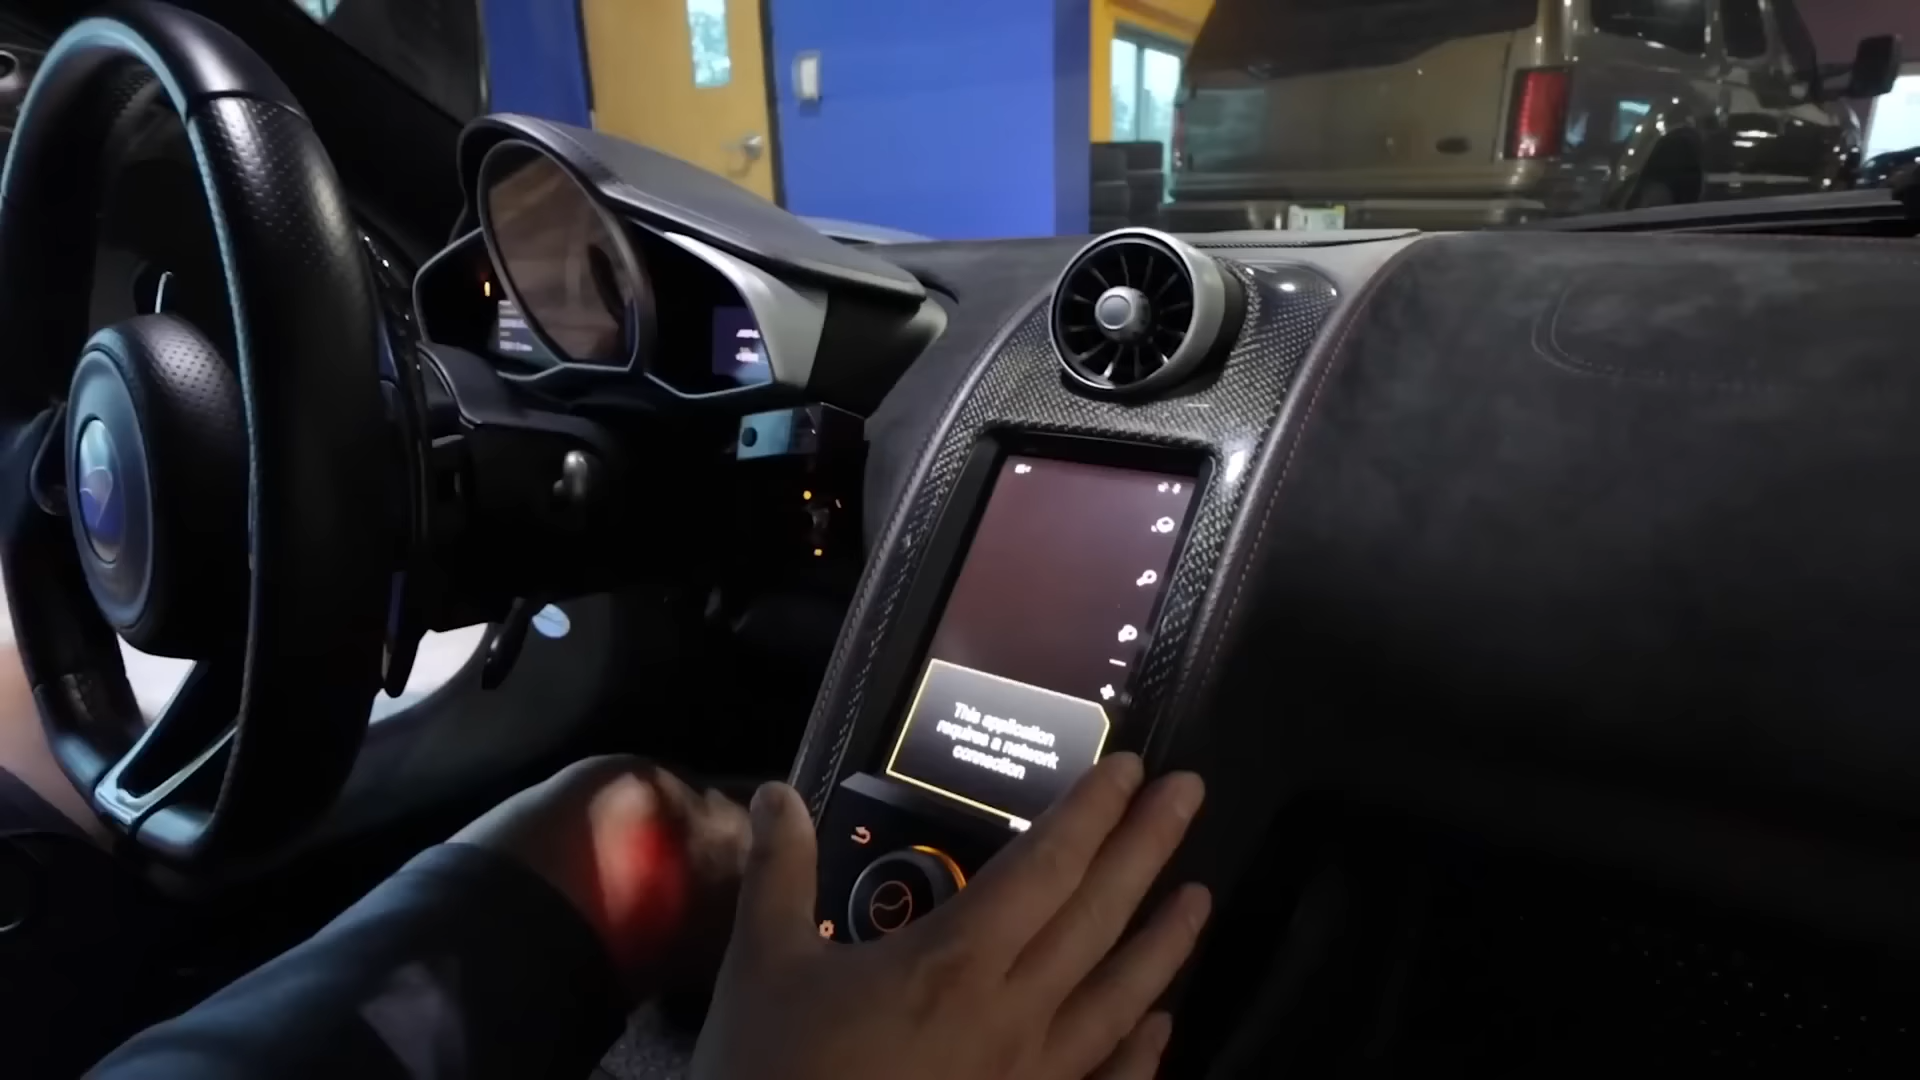 This application
requires a network
connection